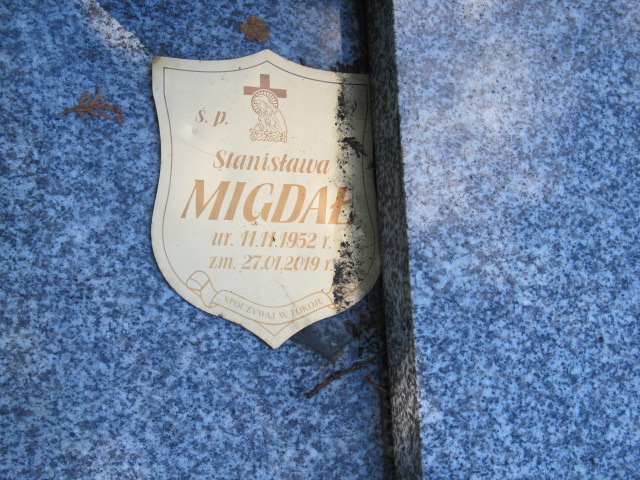 ś. p.
Stanisława
MIGDAŁ
ur. 11.11.1952 r.
zm. 27.01.2019 r.
SPOCZYWAJ W POKOJU